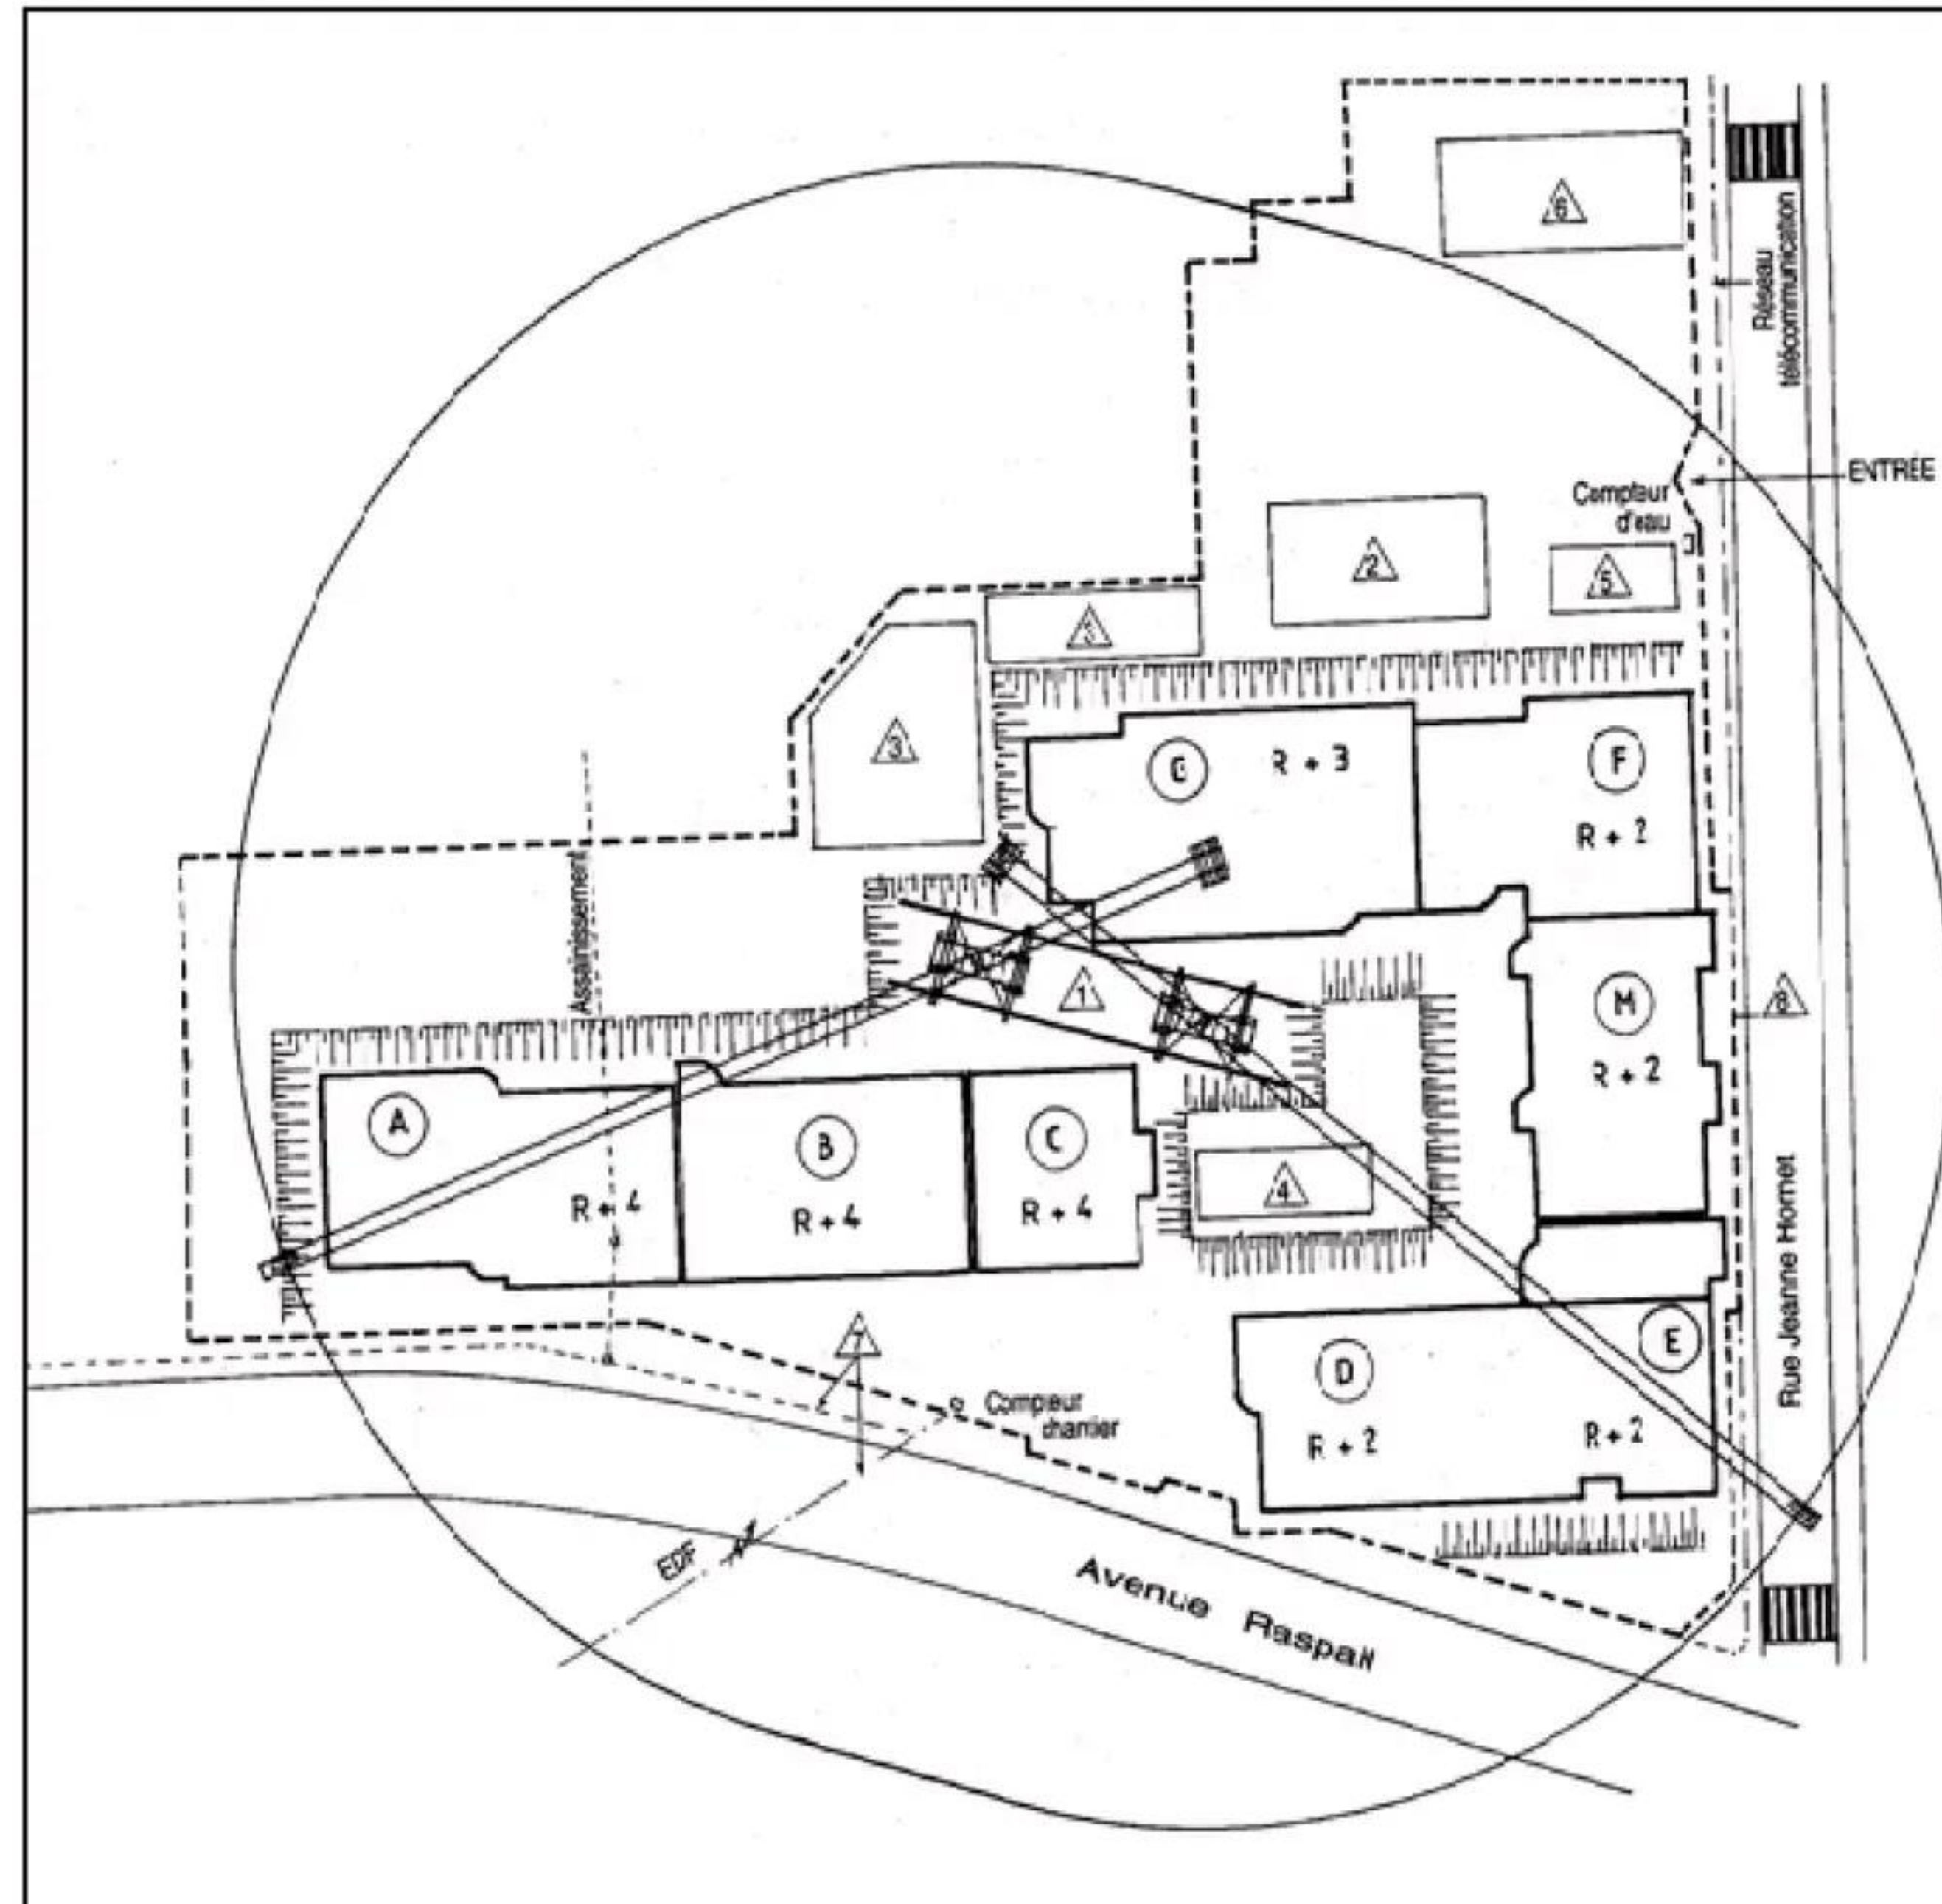 6
Réseau
télécommunication
ENTRÉE
Compteur
d'eau
2
5
3
3
G
R + 3
F
R + 2
Assainissement
1
M
R + 2
8
A
R + 4
B
R + 4
C
R + 4
4
Rue Jeanne Hornet
7
D
R + 2
E
R + 2
Compteur
chantier
EDF
Avenue Raspail